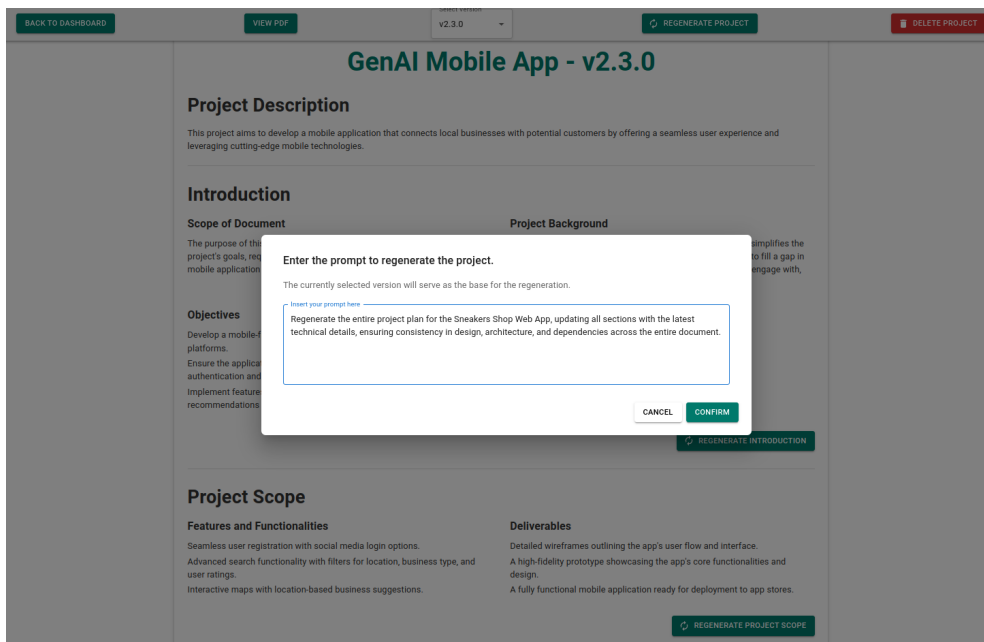 BACK TO DASHBOARD
VIEW PDF
Select Version
v2.3.0
REGENERATE PROJECT
DELETE PROJECT
GenAI Mobile App - v2.3.0
Project Description
This project aims to develop a mobile application that connects local businesses with potential customers by offering a seamless user experience and
leveraging cutting-edge mobile technologies.
Introduction
Scope of Document
The purpose of
project's goals,
mobile application
Project Background
simplifies the
to fill a gap in
engage with,
Enter the prompt to regenerate the project.
The currently selected version will serve as the base for the regeneration.
Insert your prompt here
Regenerate the entire project plan for the Sneakers Shop Web App, updating all sections with the latest
technical details, ensuring consistency in design, architecture, and dependencies across the entire document.
CANCEL
CONFIRM
Objectives
Develop a
platforms.
Ensure the
authentication and
Implement
recommendations
REGENERATE INTRODUCTION
Project Scope
Features and Functionalities
Seamless user registration with social media login options.
Advanced search functionality with filters for location, business type, and
user ratings.
Interactive maps with location-based business suggestions.
Deliverables
Detailed wireframes outlining the app's user flow and interface.
A high-fidelity prototype showcasing the app's core functionalities and
design.
A fully functional mobile application ready for deployment to app stores.
REGENERATE PROJECT SCOPE